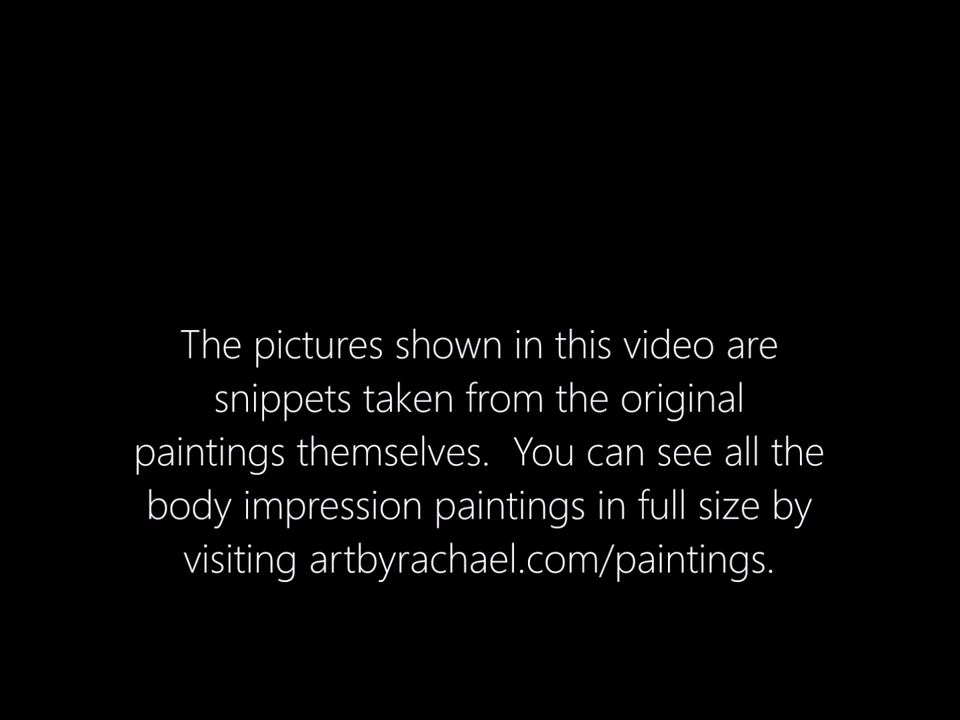 The pictures shown in this video are
snippets taken from the original
paintings themselves.  You can see all the
body impression paintings in full size by
visiting artbyrachael.com/paintings.